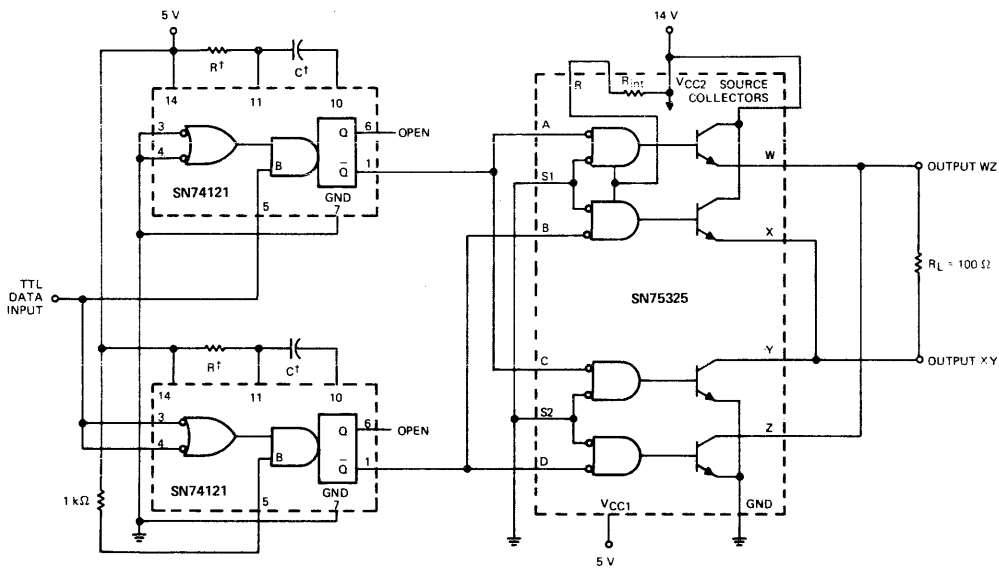 5 V
14 V
R†
C†
14
11
10
3
4
Q
6
OPEN
B
Q̅
1
SN74121
GND
5
7
TTL
DATA
INPUT
R†
C†
14
11
10
3
4
Q
6
OPEN
B
Q̅
1
SN74121
GND
5
7
1 kΩ
R
Rint
VCC2 SOURCE
COLLECTORS
A
W
S1
B
X
SN75325
C
Y
S2
Z
D
VCC1
GND
5 V
OUTPUT WZ
RL = 100 Ω
OUTPUT XY